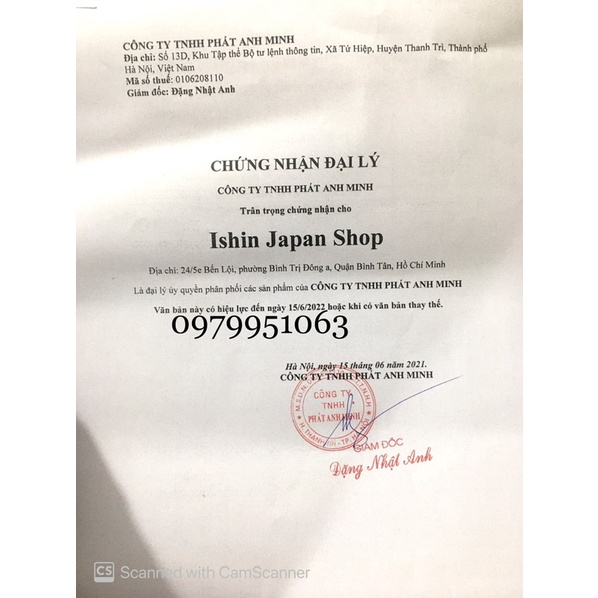 CÔNG TY TNHH PHÁT ANH MINH
Địa chỉ: Số 13D, Khu Tập thể Bộ tư lệnh thông tin, Xã Tứ Hiệp, Huyện Thanh Trì, Thành phố
Hà Nội, Việt Nam
Mã số thuế: 0106208110
Giám đốc: Đặng Nhật Anh
CHỨNG NHẬN ĐẠI LÝ
CÔNG TY TNHH PHÁT ANH MINH
Trân trọng chứng nhận cho
Ishin Japan Shop
Địa chỉ: 24/5e Bến Lội, phường Bình Trị Đông a, Quận Bình Tân, Hồ Chí Minh
Là đại lý ủy quyền phân phối các sản phẩm của CÔNG TY TNHH PHÁT ANH MINH
Văn bản này có hiệu lực đến ngày 15/6/2022 hoặc khi có văn bản thay thế.
0979951063
Hà Nội, ngày 15 tháng 06 năm 2021.
CÔNG TY TNHH PHÁT ANH MINH
CÔNG TY
TNHH
PHÁT ANH MINH
GIÁM ĐỐC
Đặng Nhật Anh
CS Scanned with CamScanner